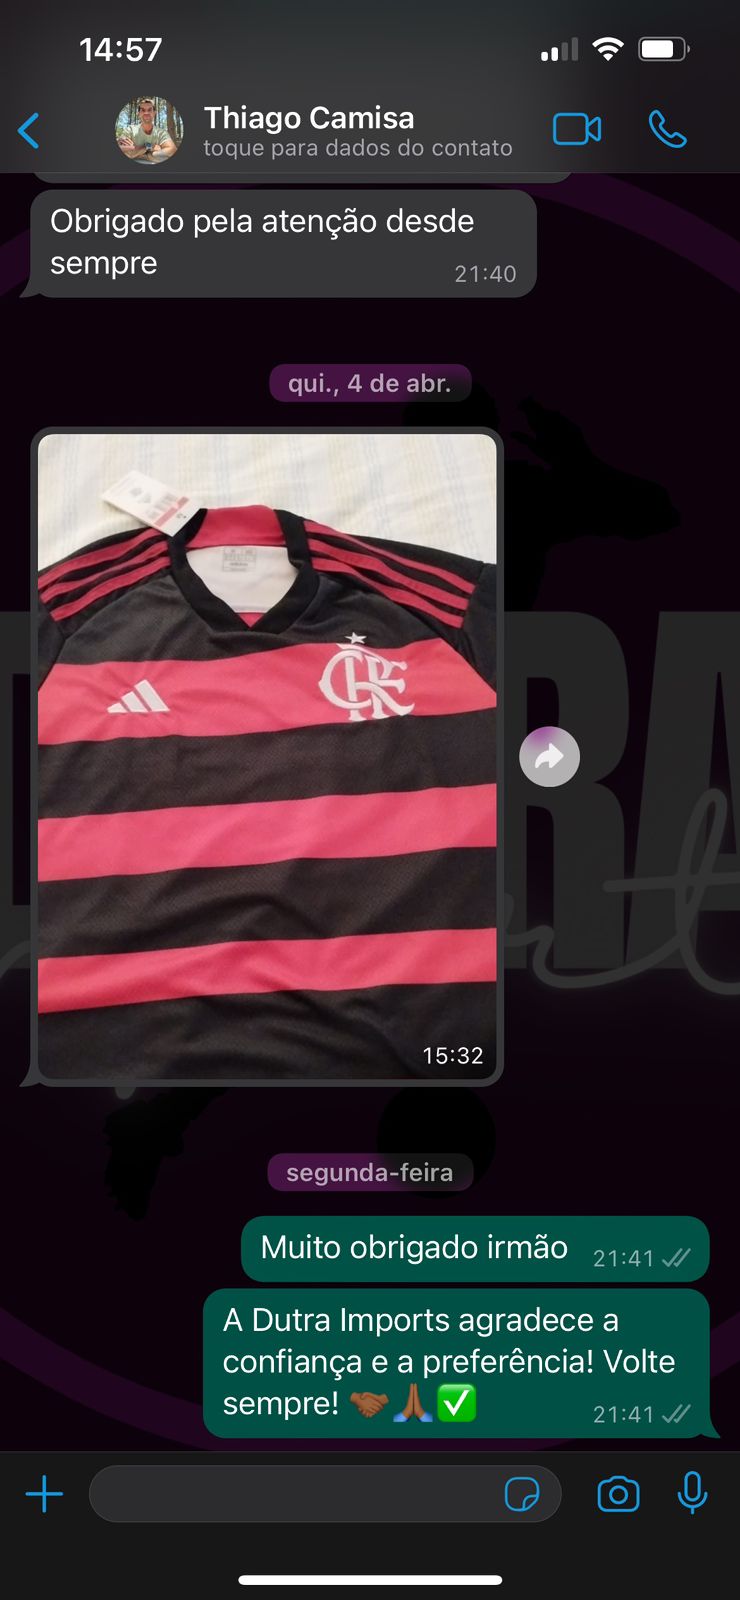 14:57
Thiago Camisa
toque para dados do contato
Obrigado pela atenção desde
sempre
21:40
qui., 4 de abr.
15:32
segunda-feira
Muito obrigado irmão
21:41
A Dutra Imports agradece a
confiança e a preferência! Volte
sempre! 🤝🏾🙏🏾✅
21:41